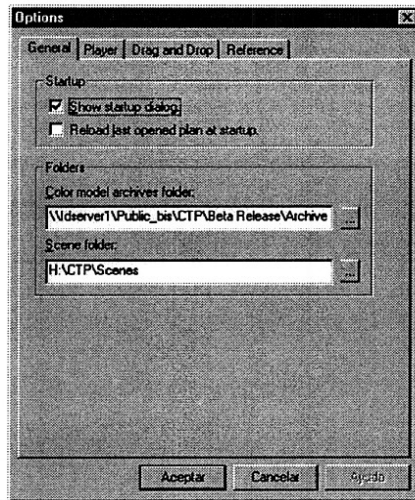 Options
General Player Drag and Drop Reference
Startup
Show startup dialog.
Reload last opened plan at startup.
Folders
Color model archives folder:
\\ldserver1\Public_bis\CTP\Beta Release\Archive
...
Scene folder:
H:\CTP\Scenes
...
Aceptar Cancelar Ayuda